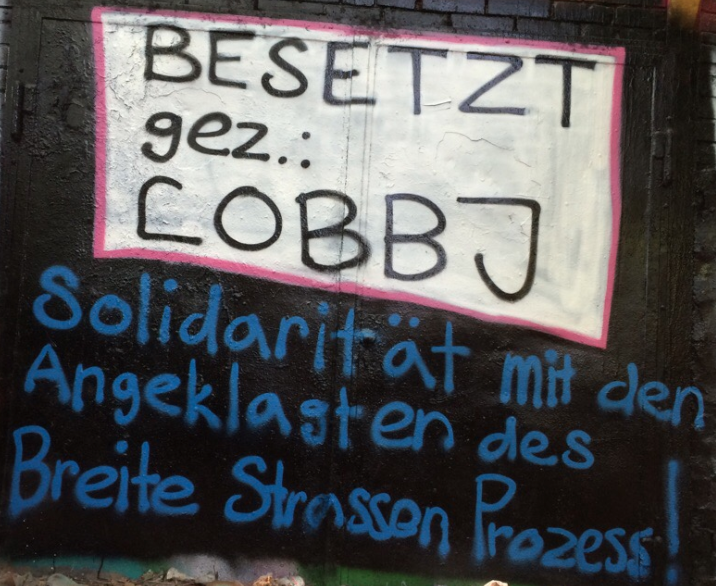 BESETZT
gez.:
LOBBJ
Solidarität mit den
Angeklagten des
Breite Strassen Prozess!